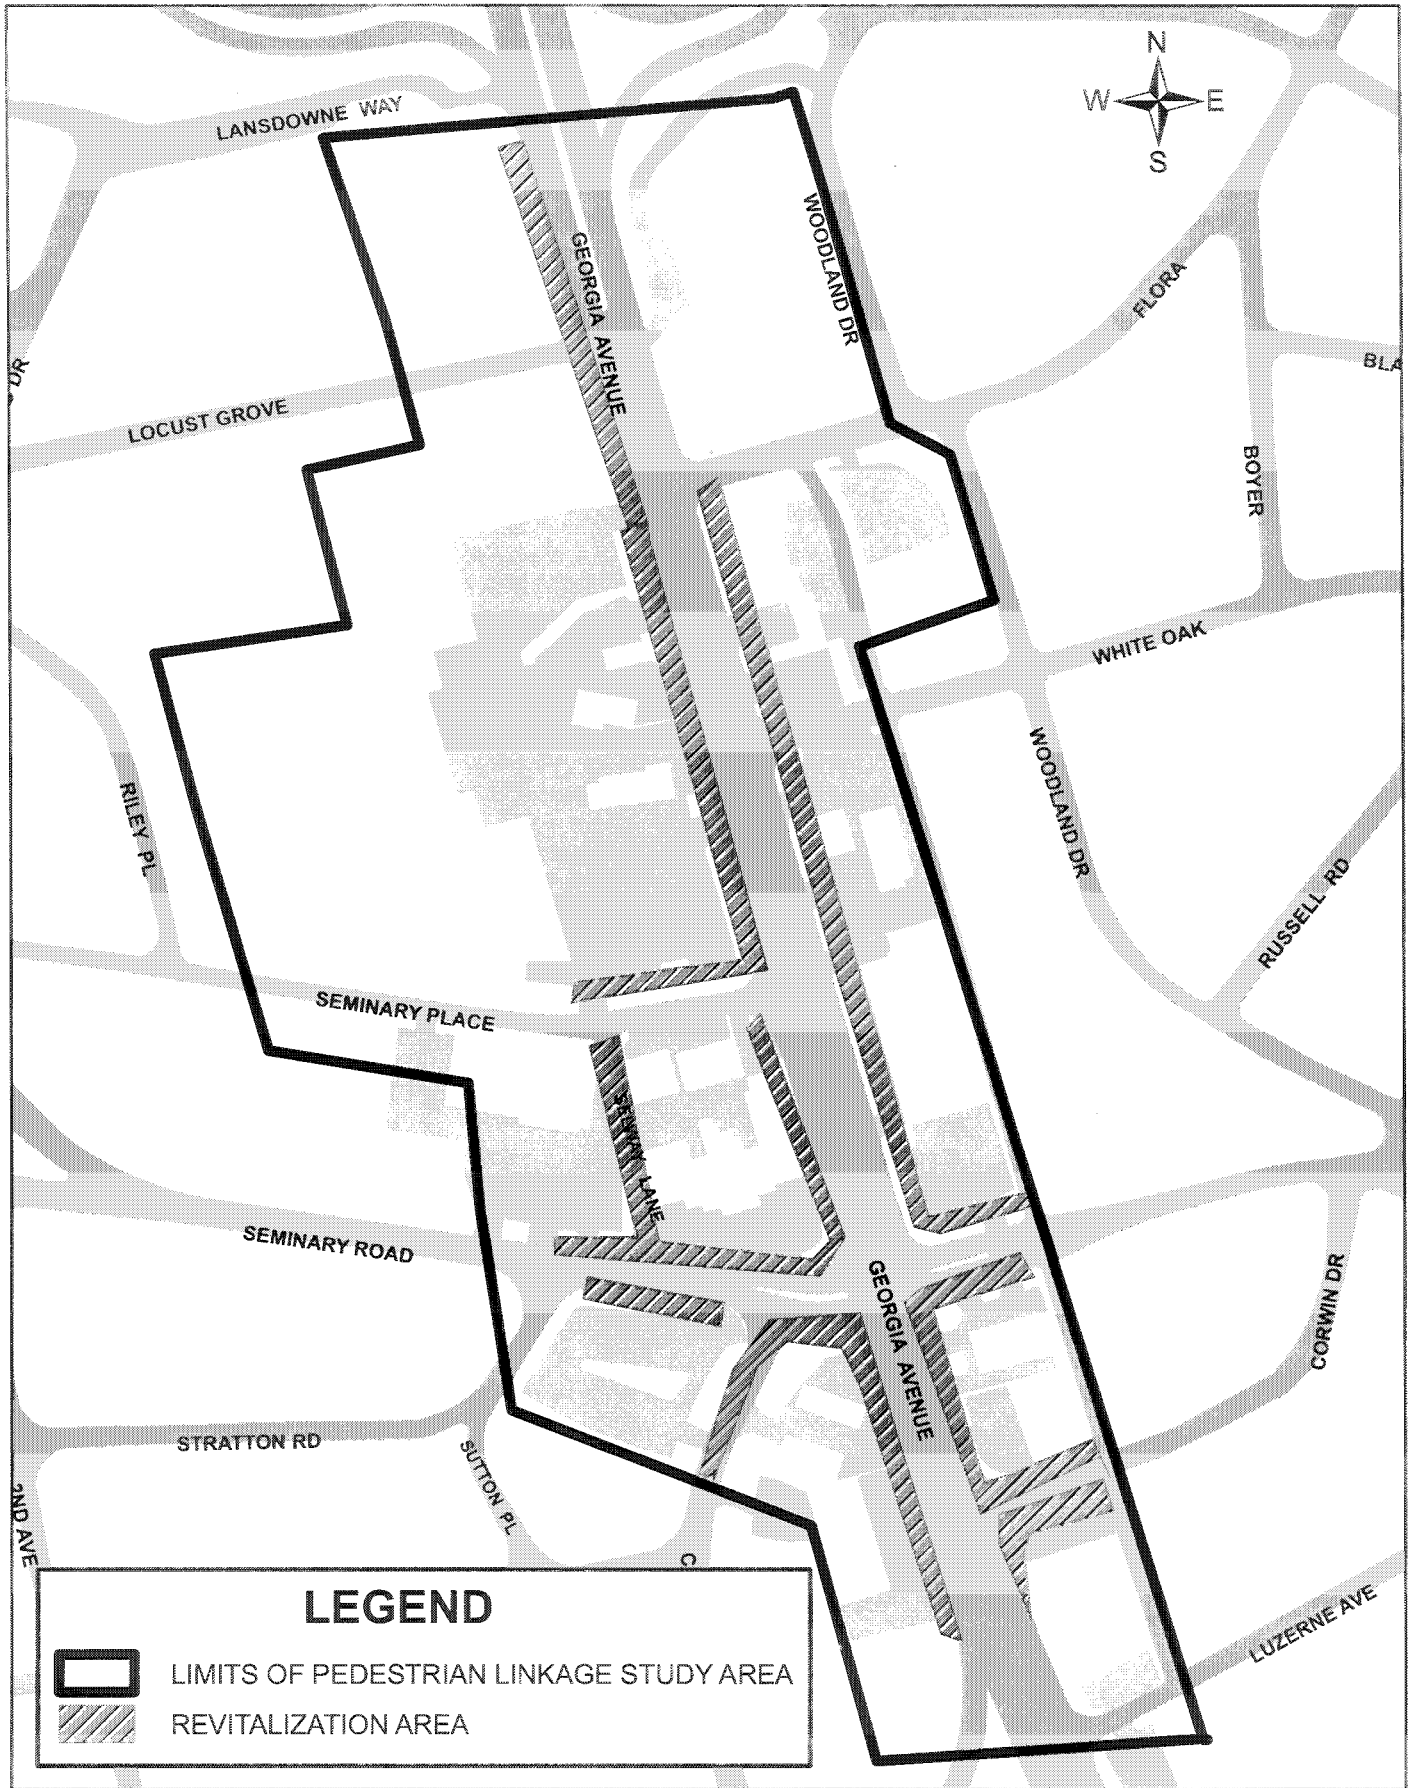 N
W E
S
LANSDOWNE WAY
WOODLAND DR
GEORGIA AVENUE
FLORA
BLA
DR
LOCUST GROVE
BOYER
WHITE OAK
RILEY PL
WOODLAND DR
RUSSELL RD
SEMINARY PLACE
SELWAY LANE
SEMINARY ROAD
GEORGIA AVENUE
CORWIN DR
STRATTON RD
SUTTON PL
2ND AVE
C
LUZERNE AVE
LEGEND
LIMITS OF PEDESTRIAN LINKAGE STUDY AREA
REVITALIZATION AREA